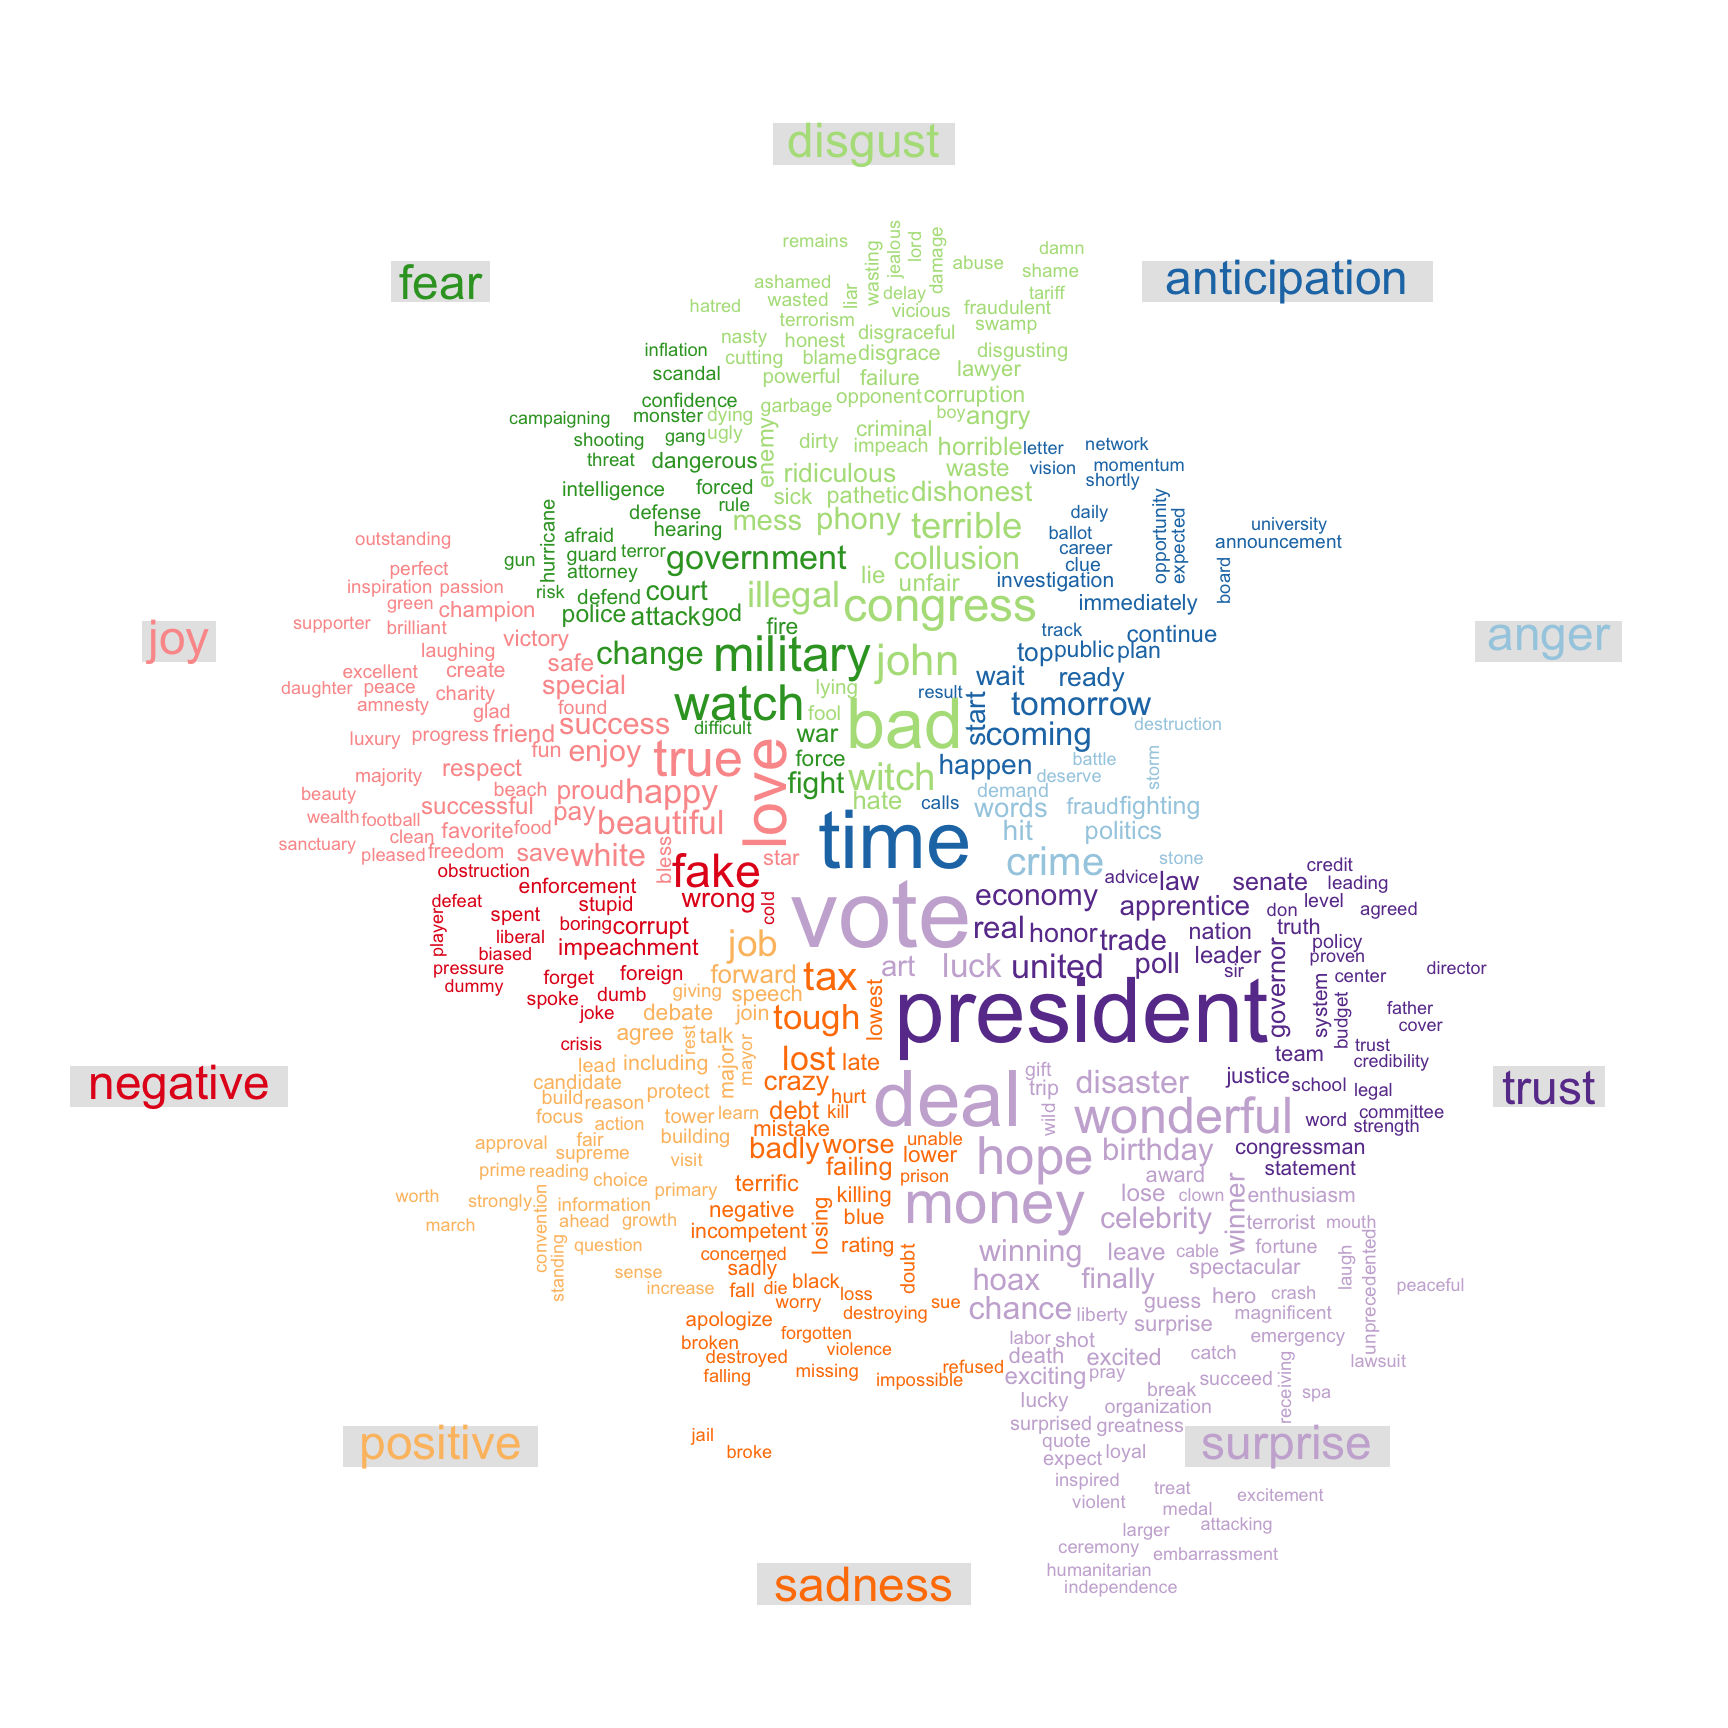 disgust
fear
anticipation
joy
anger
negative
trust
positive
surprise
sadness
remains
wasting
jealous
lord
damage
damn
abuse
shame
ashamed
hatred
wasted
liar
delay
tariff
vicious
fraudulent
terrorism
swamp
nasty
honest
disgraceful
cutting
blame
disgrace
disgusting
powerful
failure
lawyer
opponent
corruption
garbage
dying
boy
angry
ugly
enemy
dirty
criminal
impeach
horrible
ridiculous
waste
sick
pathetic
dishonest
mess
phony
terrible
collusion
lie
unfair
illegal
congress
john
lying
fool
bad
witch
hate
inflation
scandal
confidence
campaigning
monster
shooting
gang
threat
dangerous
intelligence
forced
rule
defense
hurricane
hearing
afraid
guard
terror
government
gun
attorney
risk
defend
court
police
attack
god
fire
change
military
watch
difficult
war
force
fight
letter
network
vision
momentum
shortly
daily
opportunity
expected
university
ballot
announcement
career
clue
investigation
board
immediately
track
continue
top
public
plan
wait
ready
result
start
tomorrow
coming
happen
calls
time
destruction
battle
storm
deserve
demand
words
fraud
fighting
hit
politics
crime
stone
outstanding
perfect
inspiration
passion
green
champion
supporter
brilliant
victory
laughing
excellent
create
safe
daughter
peace
charity
special
amnesty
glad
found
success
luxury
progress
friend
fun
enjoy
true
love
majority
respect
beach
proud
happy
beauty
successful
pay
beautiful
wealth
football
clean
favorite
food
sanctuary
pleased
freedom
save
white
bless
star
fake
obstruction
enforcement
wrong
cold
defeat
stupid
player
spent
boring
corrupt
liberal
biased
impeachment
pressure
dummy
forget
foreign
spoke
dumb
joke
crisis
job
forward
giving
speech
debate
join
agree
rest
talk
lead
including
major
mayor
candidate
build
reason
protect
focus
action
tower
learn
approval
fair
building
supreme
visit
prime
reading
choice
worth
strongly
convention
information
primary
march
ahead
growth
question
standing
sense
increase
tax
tough
lowest
lost
late
crazy
hurt
debt
kill
mistake
badly
worse
unable
lower
failing
terrific
prison
killing
negative
losing
blue
incompetent
rating
concerned
doubt
sadly
black
fall
die
loss
worry
destroying
sue
apologize
forgotten
broken
violence
destroyed
falling
missing
refused
impossible
jail
broke
economy
advice
law
senate
credit
leading
apprentice
don
level
agreed
real
honor
trade
nation
truth
policy
united
poll
leader
governor
proven
sir
center
director
president
system
budget
father
cover
team
trust
credibility
justice
school
legal
word
committee
strength
congressman
statement
vote
art
luck
deal
gift
trip
disaster
wild
wonderful
hope
birthday
award
money
lose
clown
winner
enthusiasm
celebrity
terrorist
mouth
winning
leave
cable
fortune
laugh
unprecedented
hoax
finally
spectacular
peaceful
chance
liberty
guess
hero
crash
surprise
magnificent
labor
shot
emergency
death
excited
catch
lawsuit
exciting
pray
succeed
receiving
spa
lucky
break
organization
surprised
greatness
quote
expect
loyal
inspired
treat
violent
excitement
medal
larger
attacking
ceremony
embarrassment
humanitarian
independence